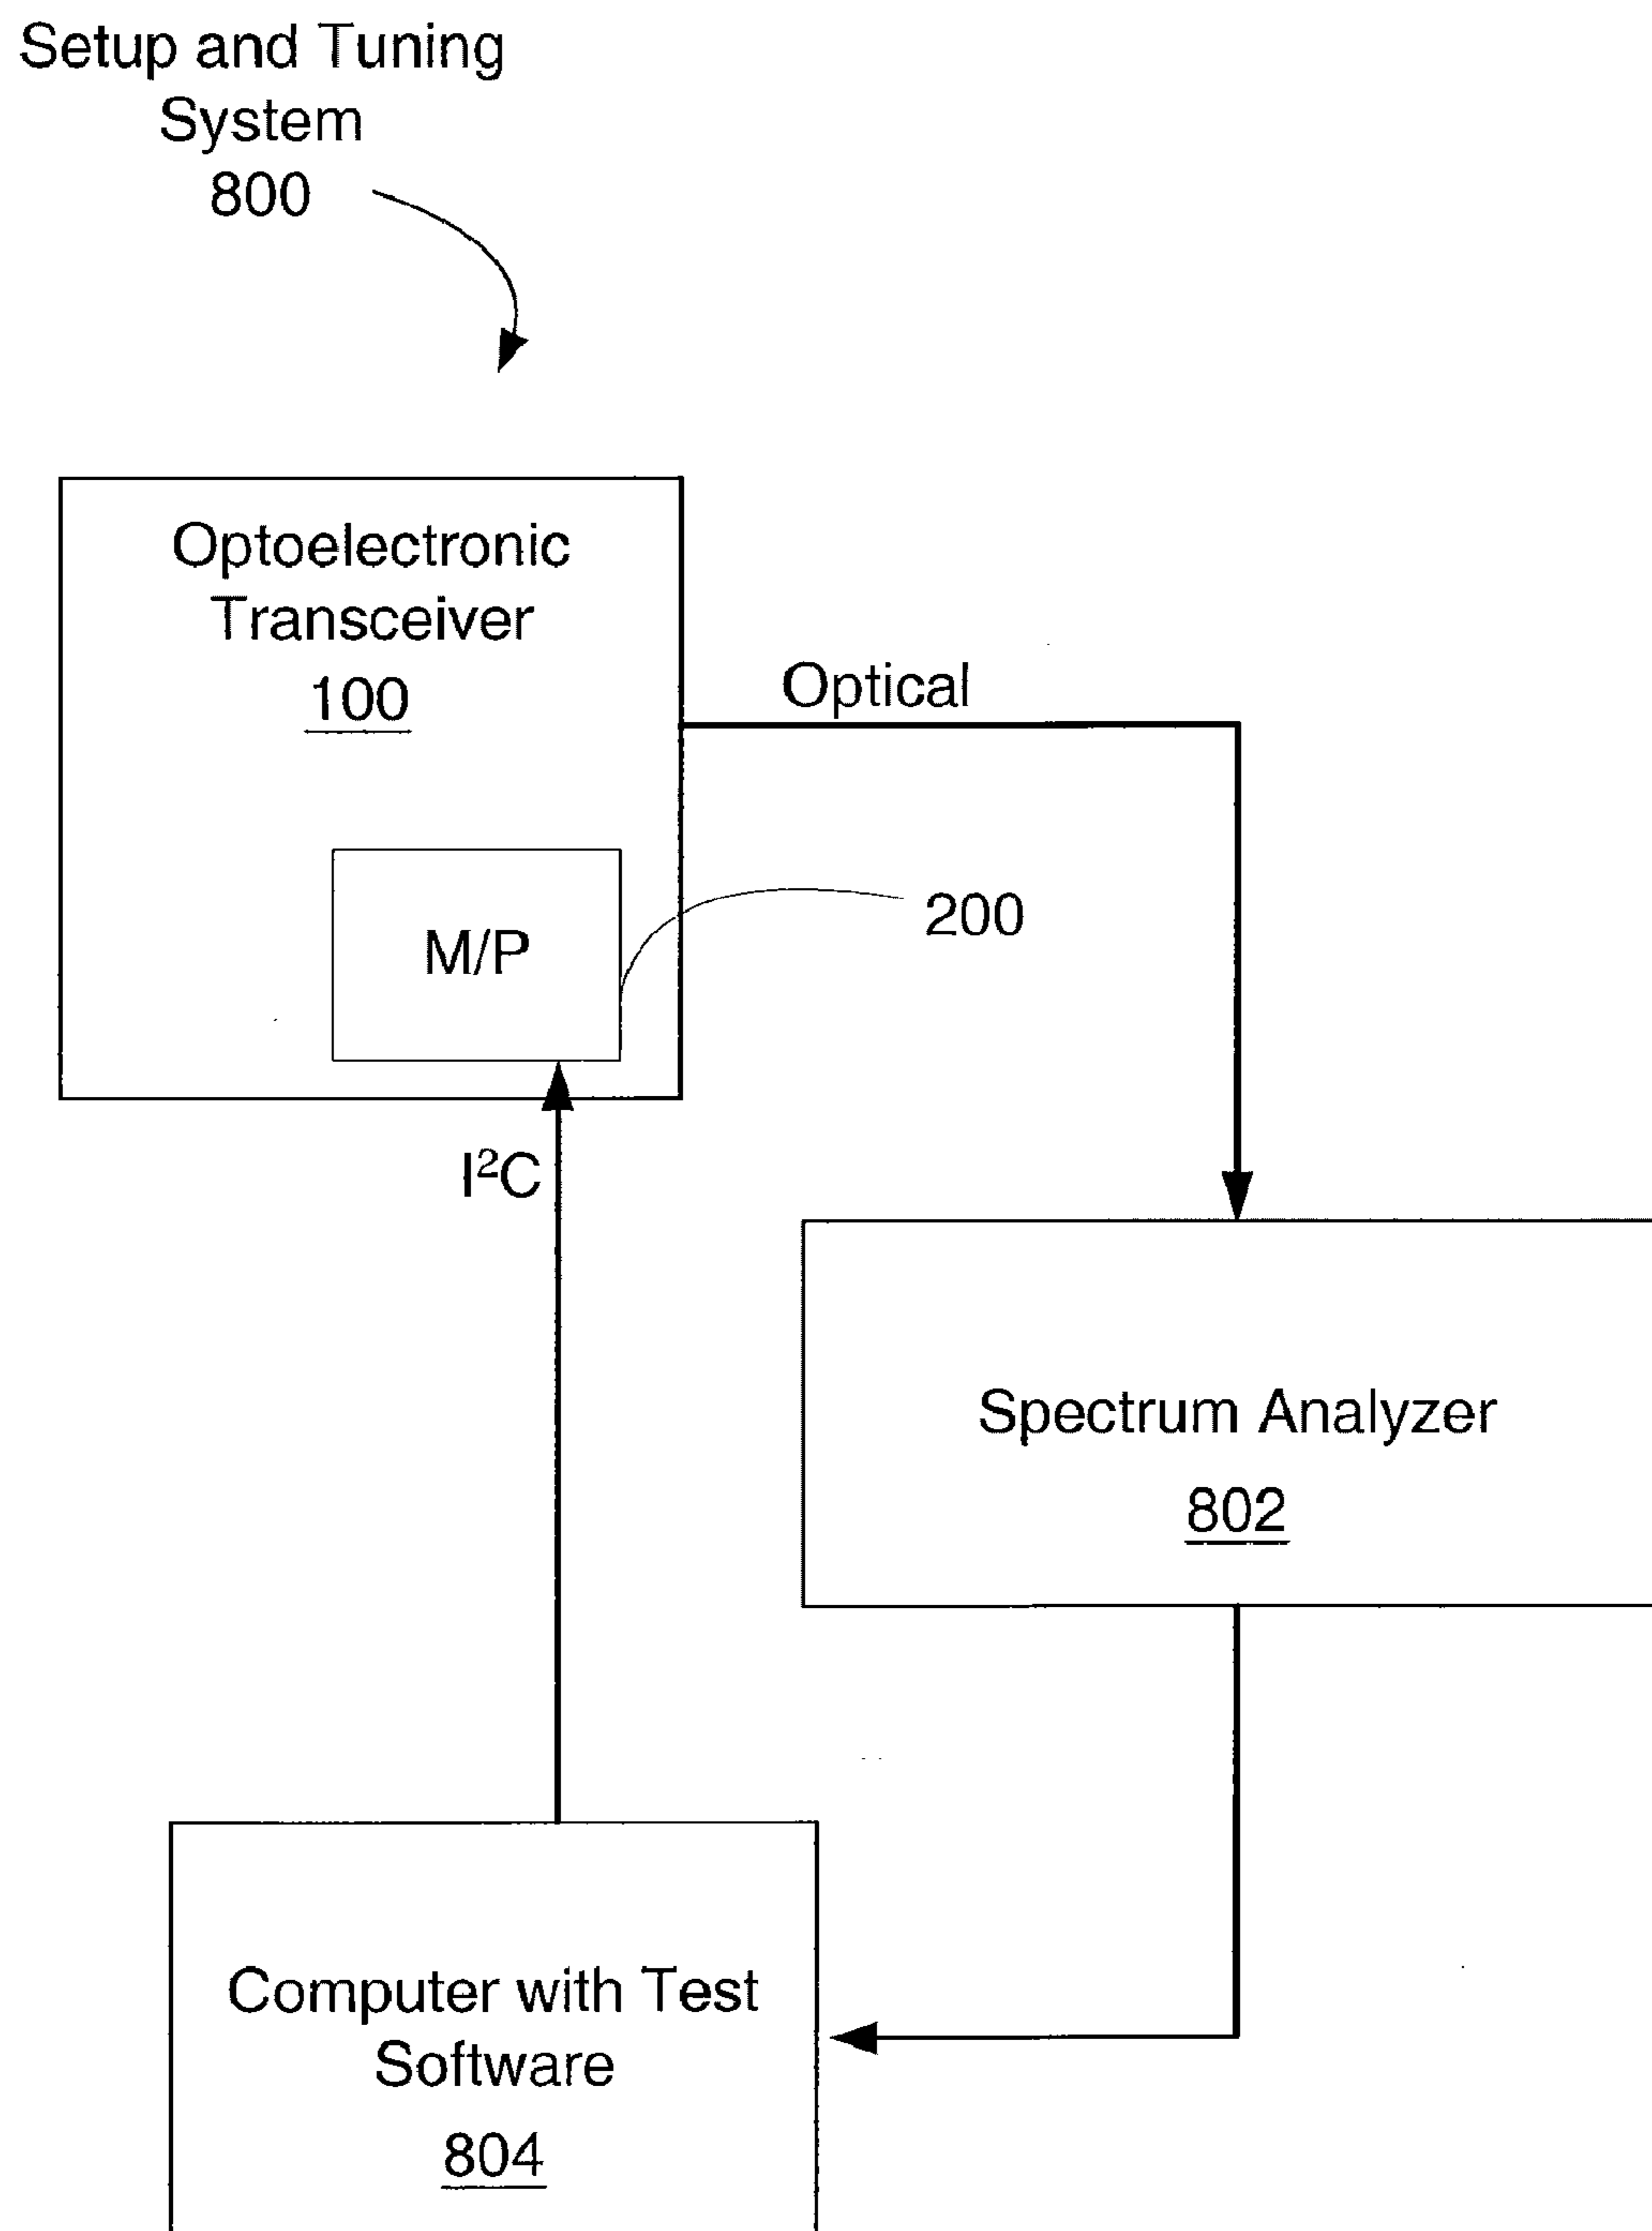 Setup and Tuning
System
800
Optoelectronic
Transceiver
100
Optical
M/P
200
I²C
Spectrum Analyzer
802
Computer with Test
Software
804